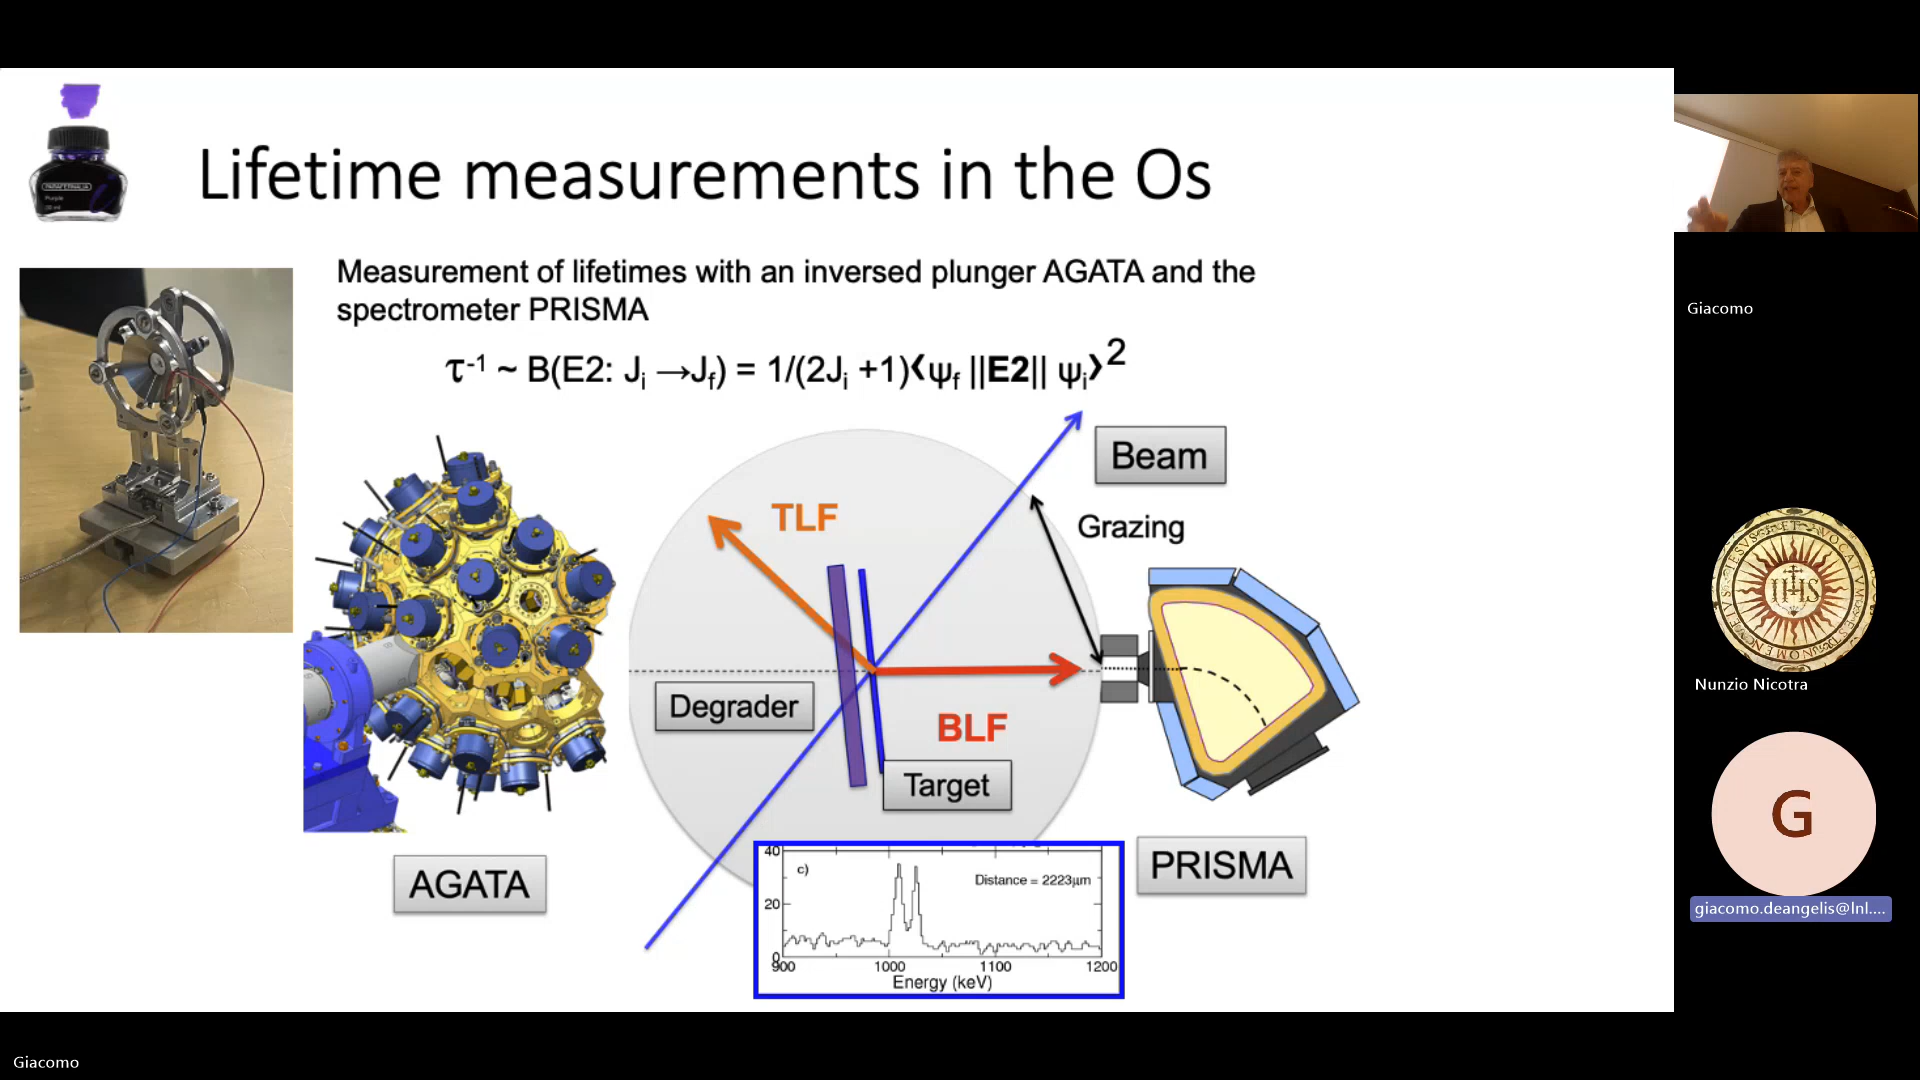 Lifetime measurements in the Os
Measurement of lifetimes with an inversed plunger AGATA and the
spectrometer PRISMA
τ⁻¹ ~ B(E2: Jᵢ →J_f) = 1/(2Jᵢ +1)⟨ψ_f ||E2|| ψᵢ⟩²
Beam
TLF
Grazing
Degrader
BLF
Target
AGATA
PRISMA
c)
Distance = 2223μm
40
20
0
900 1000 1100 1200
Energy (keV)
Purple
Giacomo
IHS
Nunzio Nicotra
G
giacomo.deangelis@lnl....
Giacomo